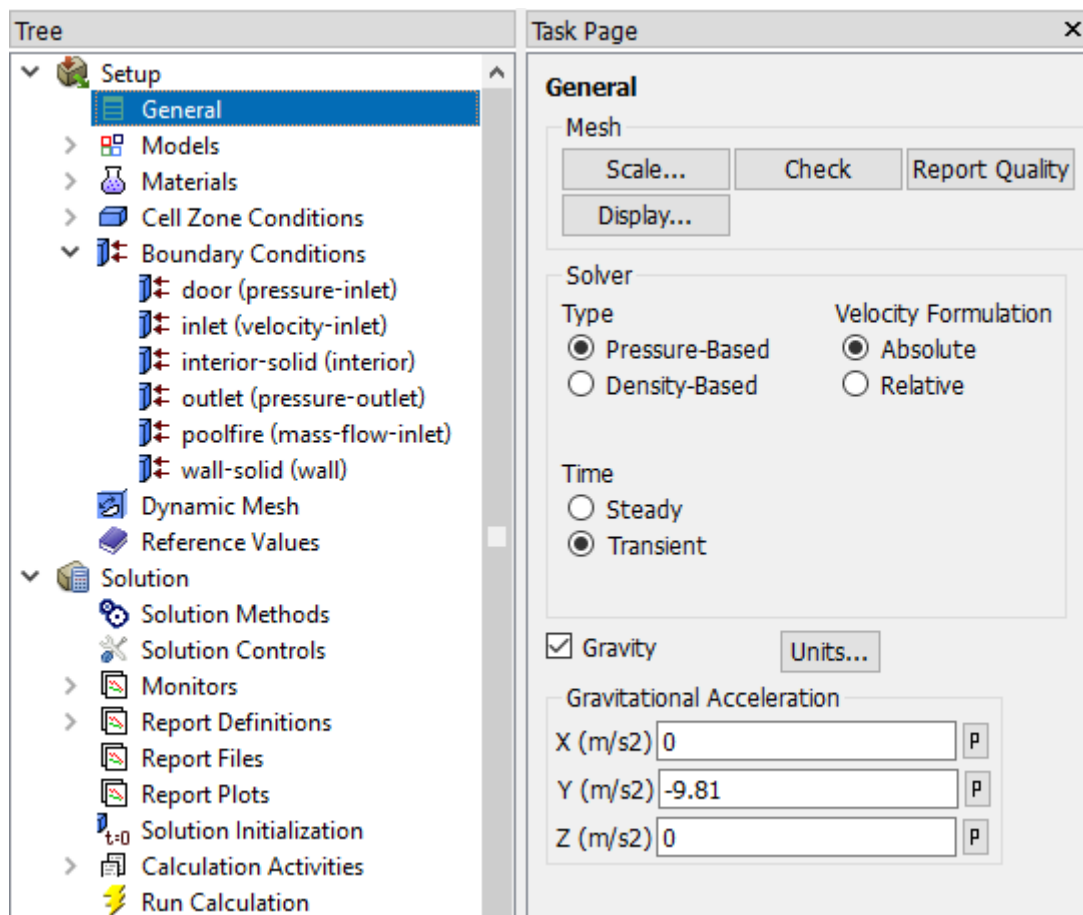 Tree
Setup
General
Models
Materials
Cell Zone Conditions
Boundary Conditions
door (pressure-inlet)
inlet (velocity-inlet)
interior-solid (interior)
outlet (pressure-outlet)
poolfire (mass-flow-inlet)
wall-solid (wall)
Dynamic Mesh
Reference Values
Solution
Solution Methods
Solution Controls
Monitors
Report Definitions
Report Files
Report Plots
t=0 Solution Initialization
Calculation Activities
Run Calculation
Task Page
General
Mesh
Scale... Check Report Quality
Display...
Solver
Type Velocity Formulation
Pressure-Based Absolute
Density-Based Relative
Time
Steady
Transient
Gravity Units...
Gravitational Acceleration
X (m/s2) 0 P
Y (m/s2) -9.81 P
Z (m/s2) 0 P